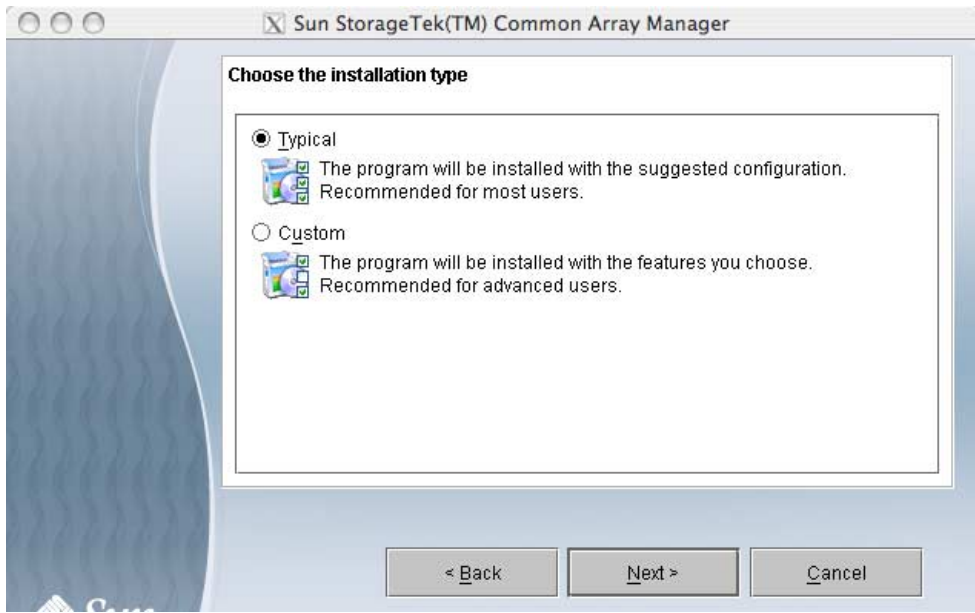 Sun StorageTek(TM) Common Array Manager
Choose the installation type
Typical
The program will be installed with the suggested configuration.
Recommended for most users.
Custom
The program will be installed with the features you choose.
Recommended for advanced users.
< Back
Next >
Cancel
Sun